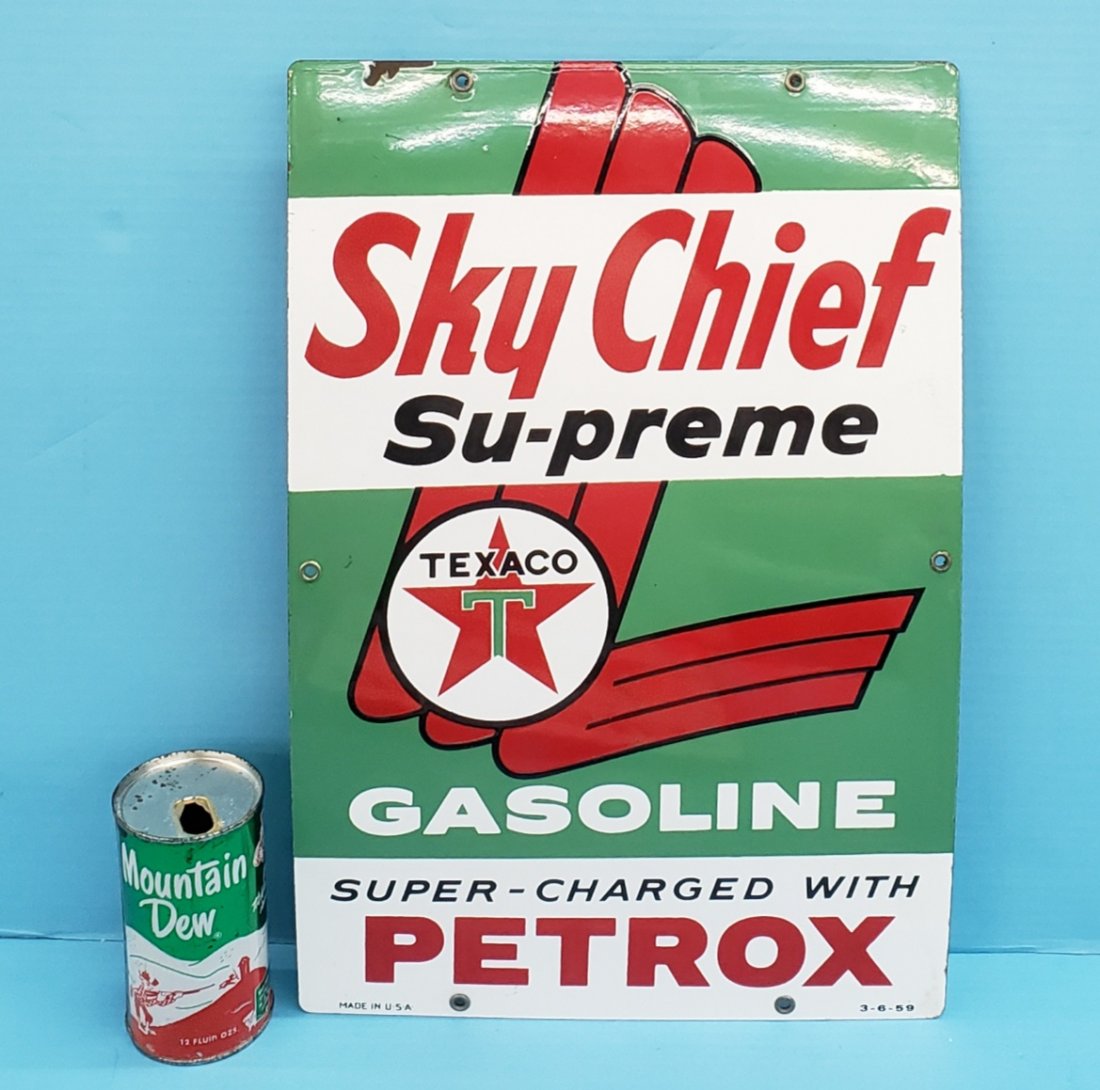 Sky Chief
Su-preme
TEXACO
T
GASOLINE
SUPER-CHARGED WITH
PETROX
MADE IN U.S.A
3-6-59
Mountain
Dew
12 FLUID OZS.